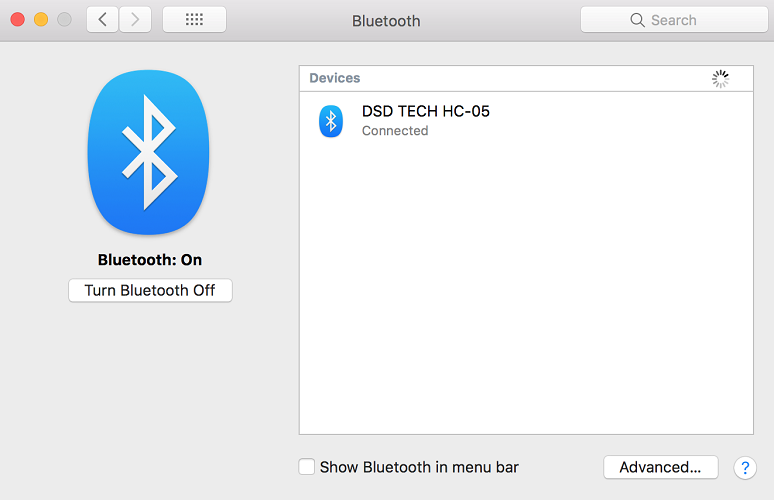 Bluetooth
Search
Devices
DSD TECH HC-05
Connected
Bluetooth: On
Turn Bluetooth Off
Show Bluetooth in menu bar
Advanced...
?